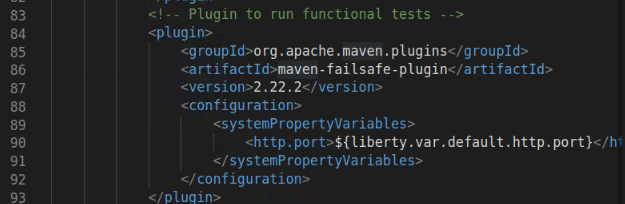 83 <!-- Plugin to run functional tests -->
84 <plugin>
85 <groupId>org.apache.maven.plugins</groupId>
86 <artifactId>maven-failsafe-plugin</artifactId>
87 <version>2.22.2</version>
88 <configuration>
89 <systemPropertyVariables>
90 <http.port>${liberty.var.default.http.port}</ht
91 </systemPropertyVariables>
92 </configuration>
93 </plugin>